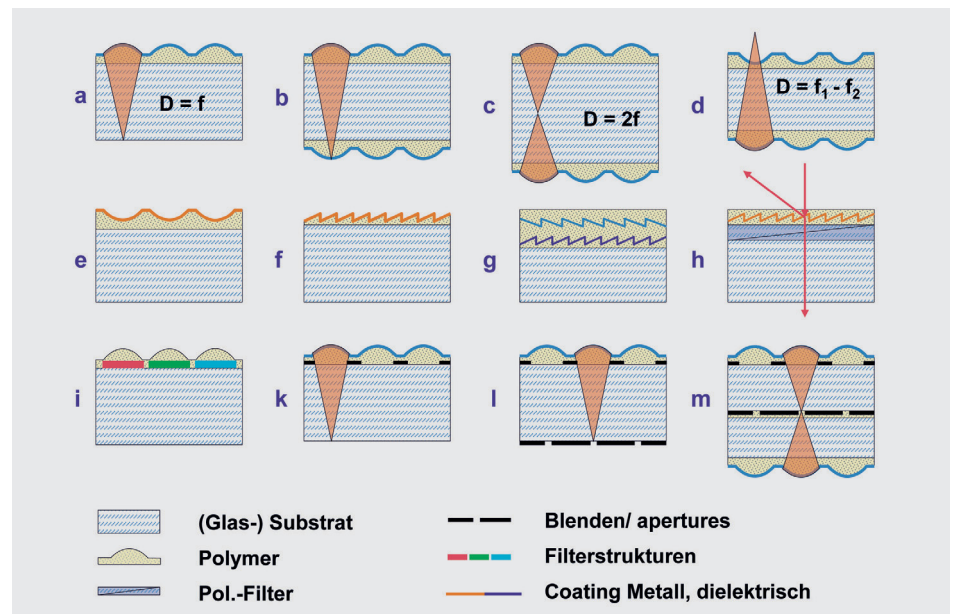 a
D = f
b
c
D = 2f
d
D = f₁ - f₂
e
f
g
h
i
k
l
m
(Glas-) Substrat
Polymer
Pol.-Filter
Blenden/ apertures
Filterstrukturen
Coating Metall, dielektrisch